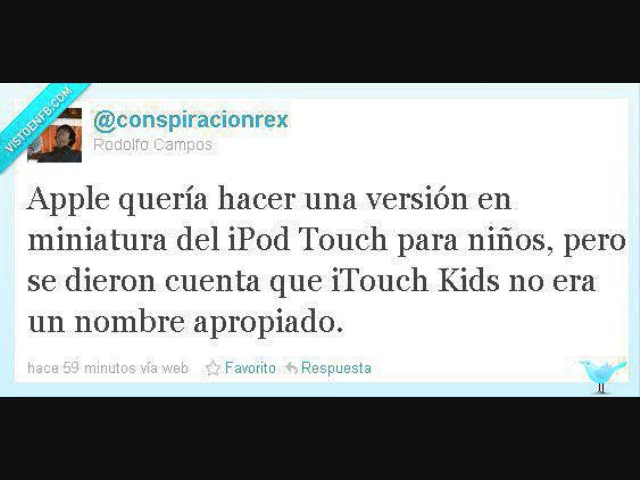 VISTOENFB.COM
@conspiracionrex
Rodolfo Campos
Apple quería hacer una versión en
miniatura del iPod Touch para niños, pero
se dieron cuenta que iTouch Kids no era
un nombre apropiado.
hace 59 minutos vía web Favorito Respuesta